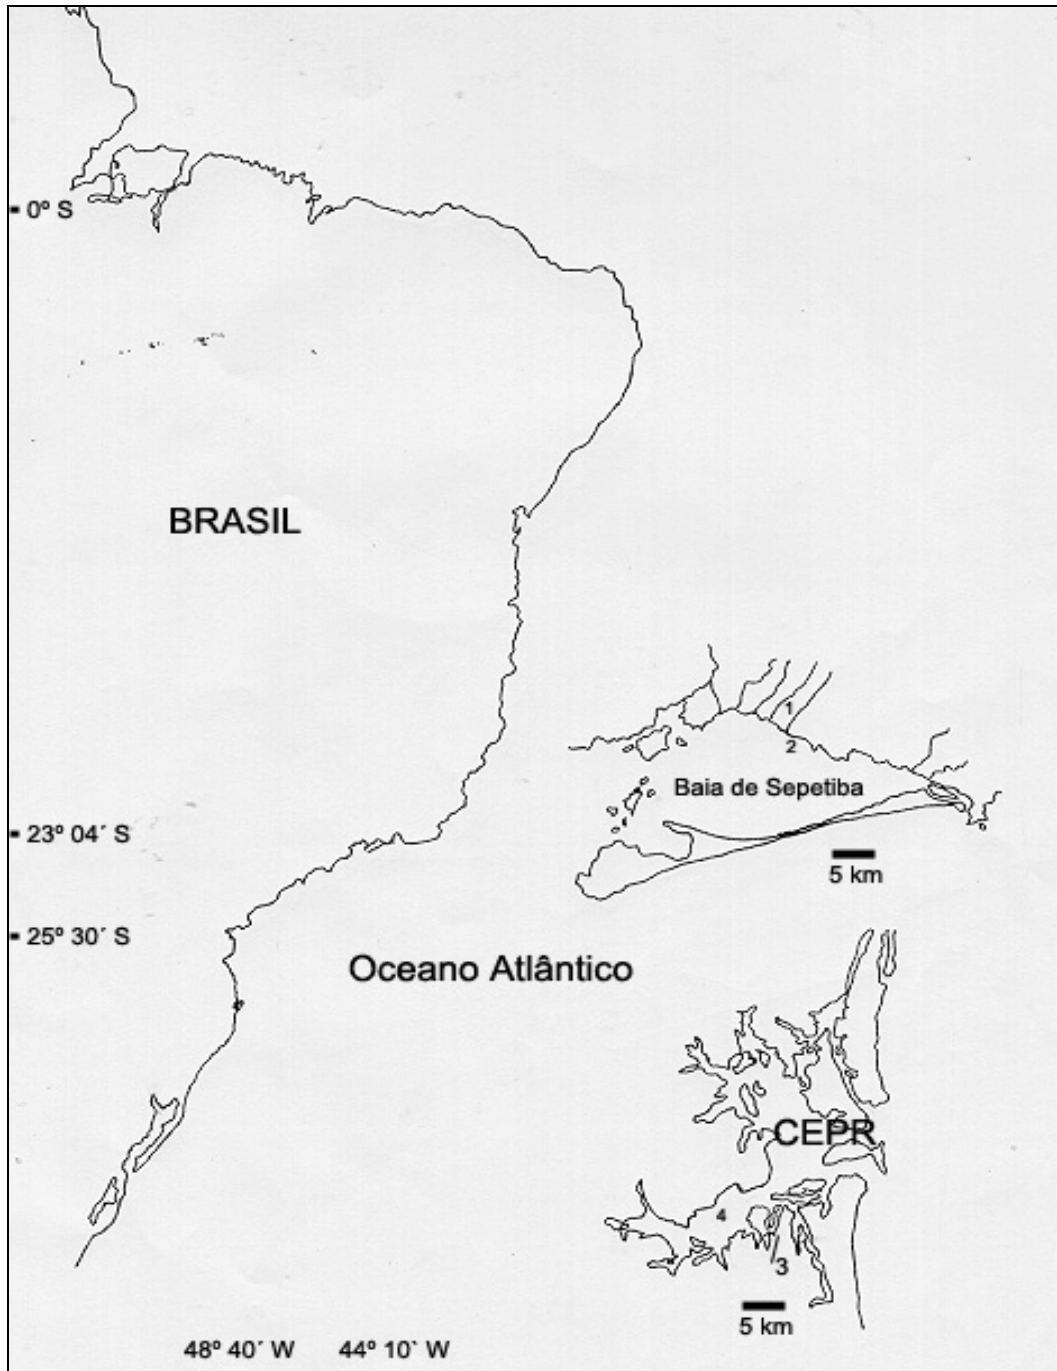 0º S
BRASIL
1
2
Baia de Sepetiba
23º 04´ S
5 km
25º 30´ S
Oceano Atlântico
CEPR
4
3
5 km
48º 40´ W 44º 10´ W